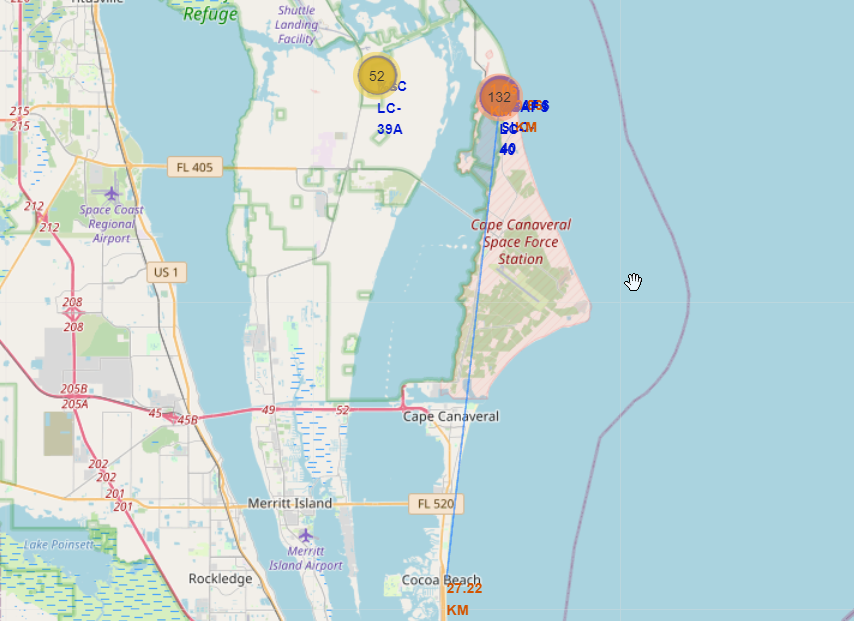 Titusville
Refuge
Shuttle
Landing
Facility
52
LC-
39A
132
KM
40
215
215
FL 405
212
212
Space Coast
Regional
Airport
Cape Canaveral
Space Force
Station
US 1
208
208
205B
205A
45
45B
49
52
Cape Canaveral
202
202
201
201
Merritt Island
FL 520
Lake Poinsett
Merritt
Island Airport
Rockledge
Cocoa Beach
27.22
KM